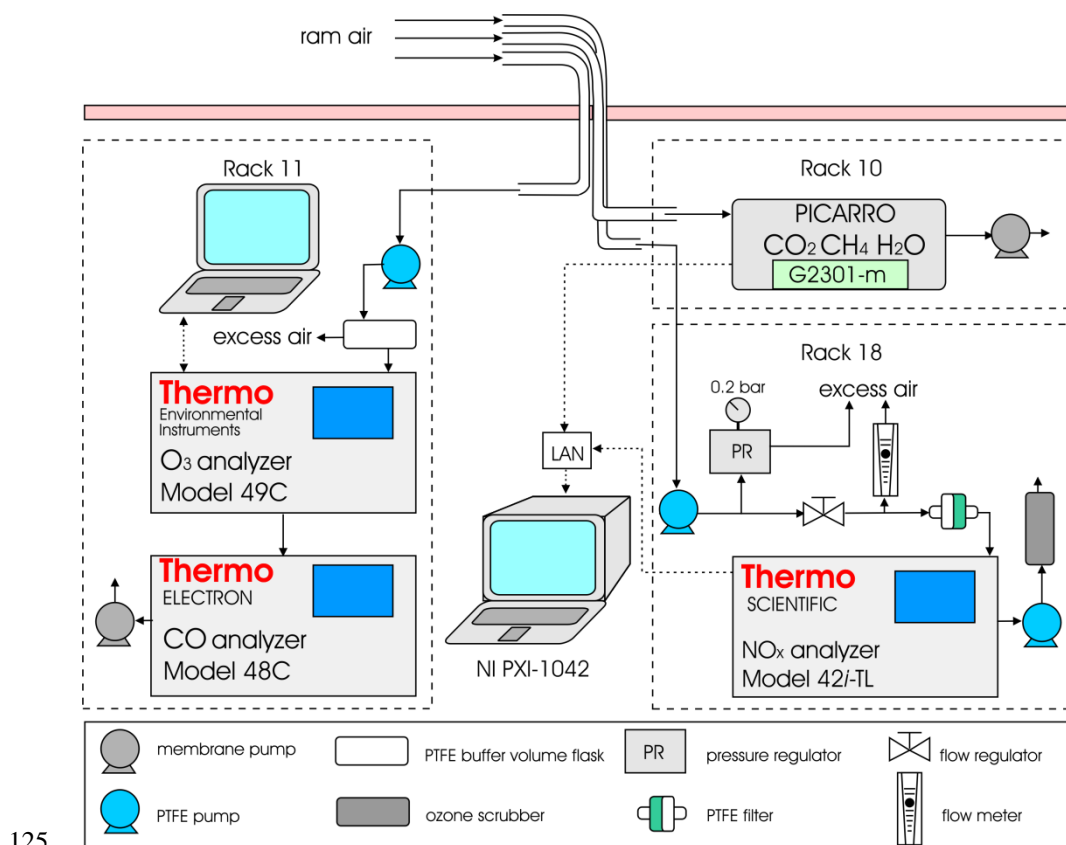 ram air
Rack 11
excess air
Thermo
Environmental
Instruments
O₃ analyzer
Model 49C
Thermo
ELECTRON
CO analyzer
Model 48C
LAN
NI PXI-1042
Rack 10
PICARRO
CO₂ CH₄ H₂O
G2301-m
Rack 18
0.2 bar
excess air
PR
Thermo
SCIENTIFIC
NOₓ analyzer
Model 42i-TL
membrane pump
PTFE buffer volume flask
PR
pressure regulator
flow regulator
PTFE pump
ozone scrubber
PTFE filter
flow meter
125